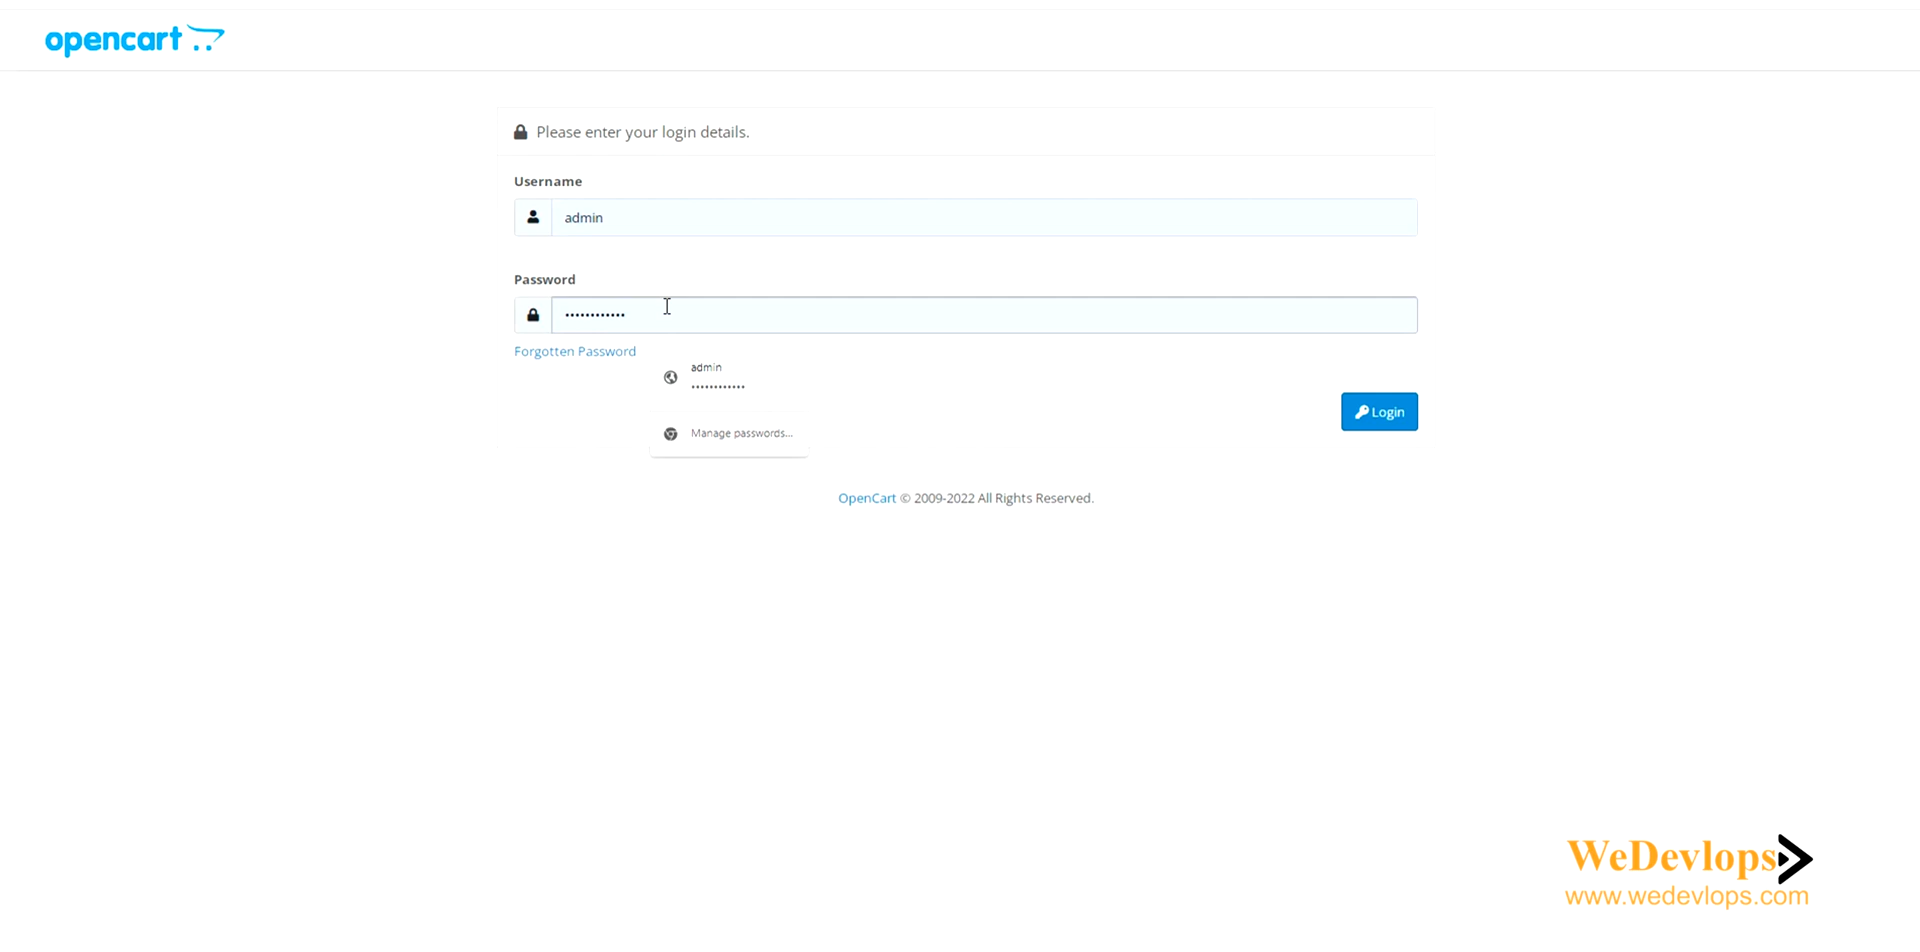 opencart
Please enter your login details.
Username
admin
Password
••••••••••••
Forgotten Password
admin
••••••••••••
Login
Manage passwords...
OpenCart © 2009-2022 All Rights Reserved.
WeDevlops
www.wedevlops.com